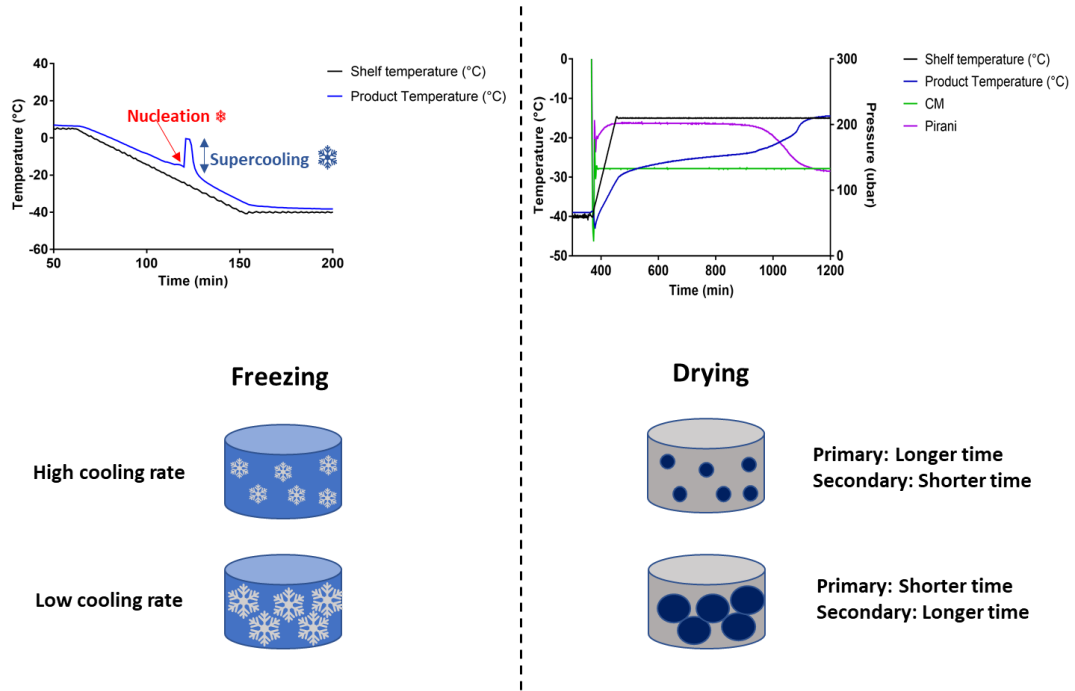 40
20
0
-20
-40
-60
50
100
150
200
Temperature (°C)
Time (min)
Shelf temperature (°C)
Product Temperature (°C)
Nucleation ❄
Supercooling
0
-10
-20
-30
-40
-50
400
600
800
1000
1200
300
200
100
0
Temperature (°C)
Time (min)
Pressure (ubar)
Shelf temperature (°C)
Product Temperature (°C)
CM
Pirani
Freezing
High cooling rate
Low cooling rate
Drying
Primary: Longer time
Secondary: Shorter time
Primary: Shorter time
Secondary: Longer time